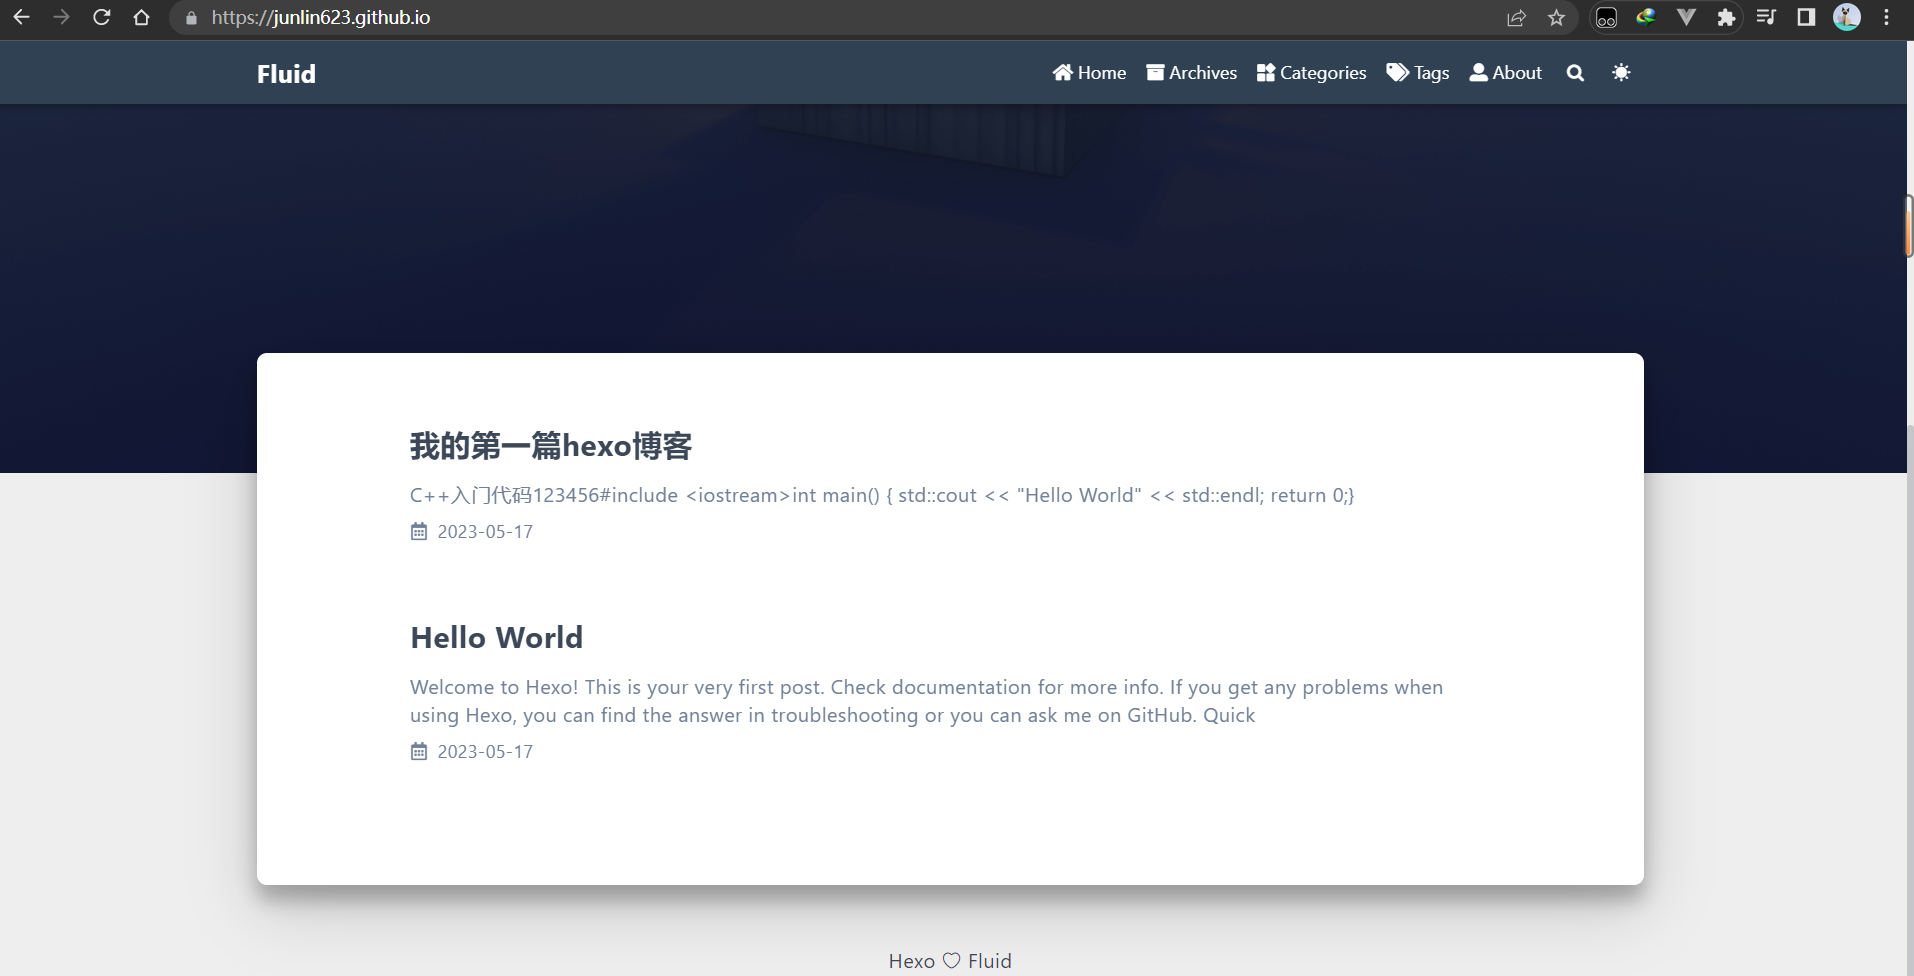 https://junlin623.github.io
Fluid
Home Archives Categories Tags About
我的第一篇hexo博客
C++入门代码123456#include <iostream>int main() { std::cout << "Hello World" << std::endl; return 0;}
2023-05-17
Hello World
Welcome to Hexo! This is your very first post. Check documentation for more info. If you get any problems when
using Hexo, you can find the answer in troubleshooting or you can ask me on GitHub. Quick
2023-05-17
Hexo ♡ Fluid